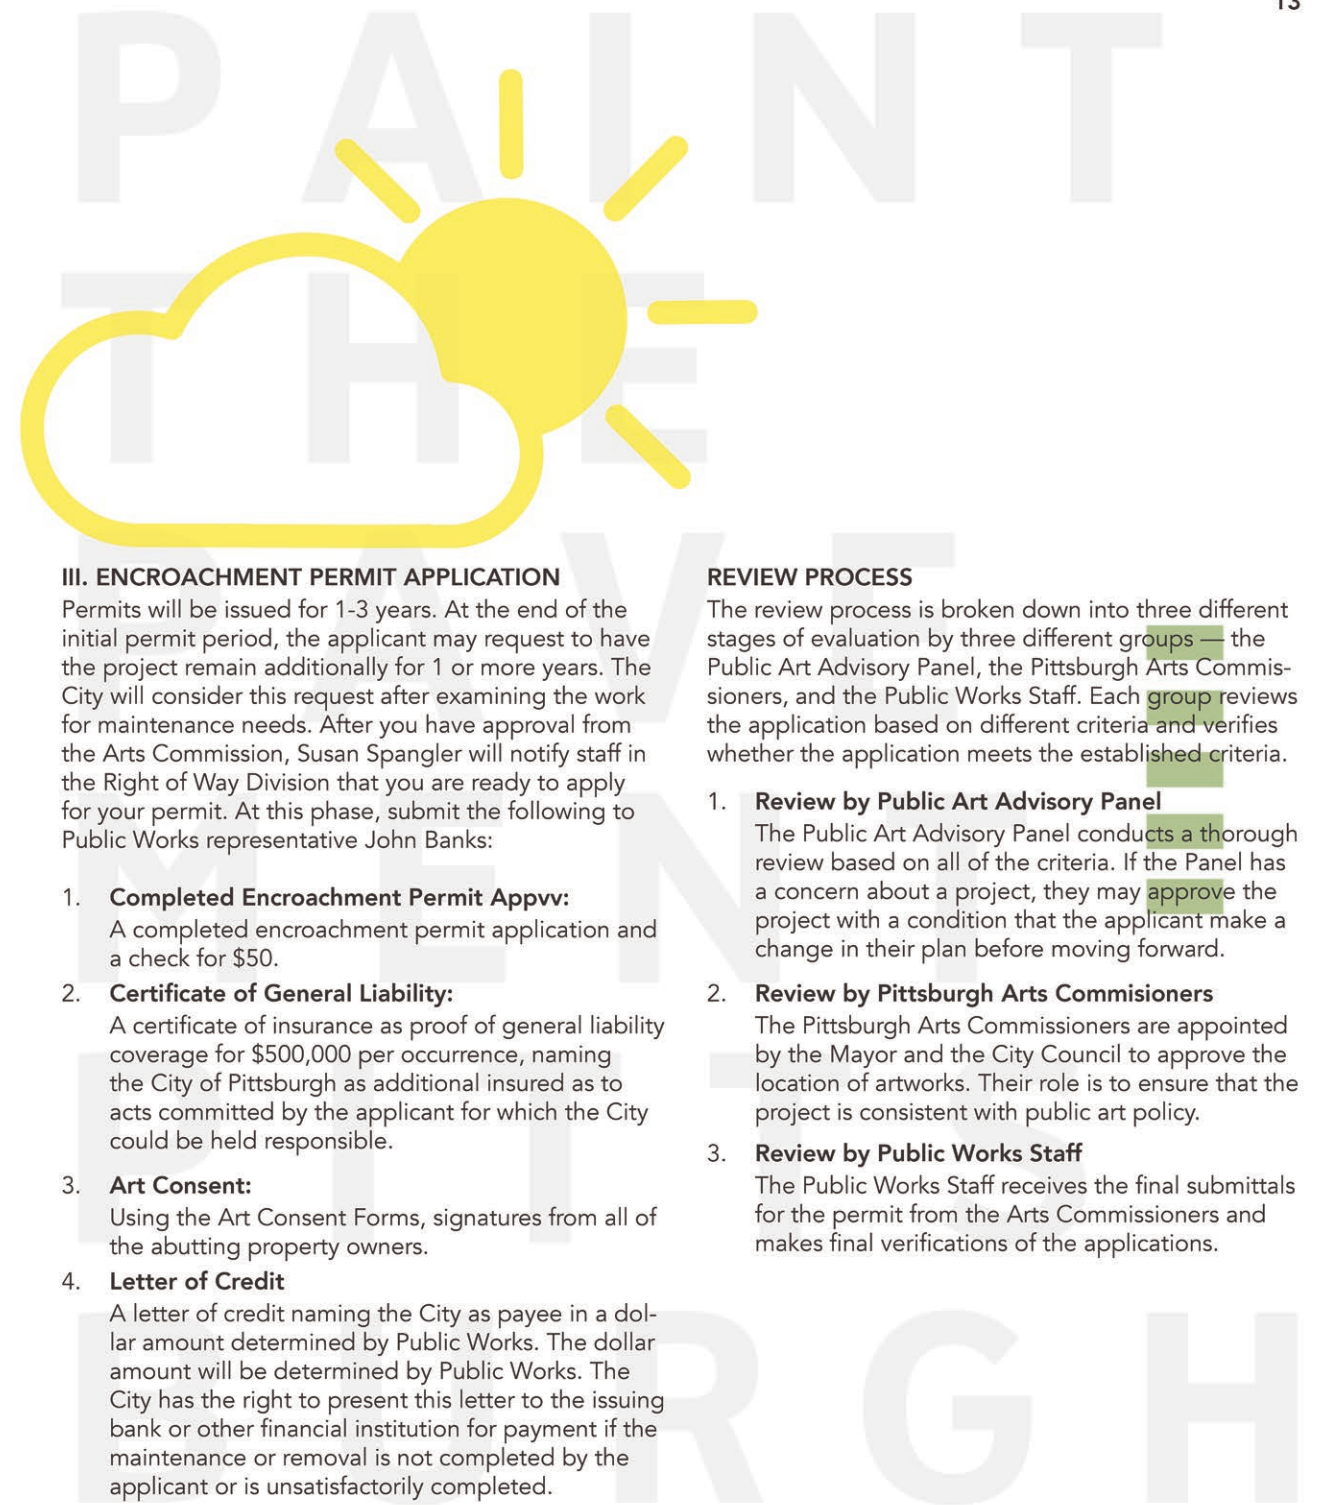 13
PAINT
THE
PAVE
MENT
PITTS
BURGH
III. ENCROACHMENT PERMIT APPLICATION
Permits will be issued for 1-3 years. At the end of the
initial permit period, the applicant may request to have
the project remain additionally for 1 or more years. The
City will consider this request after examining the work
for maintenance needs. After you have approval from
the Arts Commission, Susan Spangler will notify staff in
the Right of Way Division that you are ready to apply
for your permit. At this phase, submit the following to
Public Works representative John Banks:
1. Completed Encroachment Permit Appvv:
A completed encroachment permit application and
a check for $50.
2. Certificate of General Liability:
A certificate of insurance as proof of general liability
coverage for $500,000 per occurrence, naming
the City of Pittsburgh as additional insured as to
acts committed by the applicant for which the City
could be held responsible.
3. Art Consent:
Using the Art Consent Forms, signatures from all of
the abutting property owners.
4. Letter of Credit
A letter of credit naming the City as payee in a dol-
lar amount determined by Public Works. The dollar
amount will be determined by Public Works. The
City has the right to present this letter to the issuing
bank or other financial institution for payment if the
maintenance or removal is not completed by the
applicant or is unsatisfactorily completed.
REVIEW PROCESS
The review process is broken down into three different
stages of evaluation by three different groups — the
Public Art Advisory Panel, the Pittsburgh Arts Commis-
sioners, and the Public Works Staff. Each group reviews
the application based on different criteria and verifies
whether the application meets the established criteria.
1. Review by Public Art Advisory Panel
The Public Art Advisory Panel conducts a thorough
review based on all of the criteria. If the Panel has
a concern about a project, they may approve the
project with a condition that the applicant make a
change in their plan before moving forward.
2. Review by Pittsburgh Arts Commisioners
The Pittsburgh Arts Commissioners are appointed
by the Mayor and the City Council to approve the
location of artworks. Their role is to ensure that the
project is consistent with public art policy.
3. Review by Public Works Staff
The Public Works Staff receives the final submittals
for the permit from the Arts Commissioners and
makes final verifications of the applications.